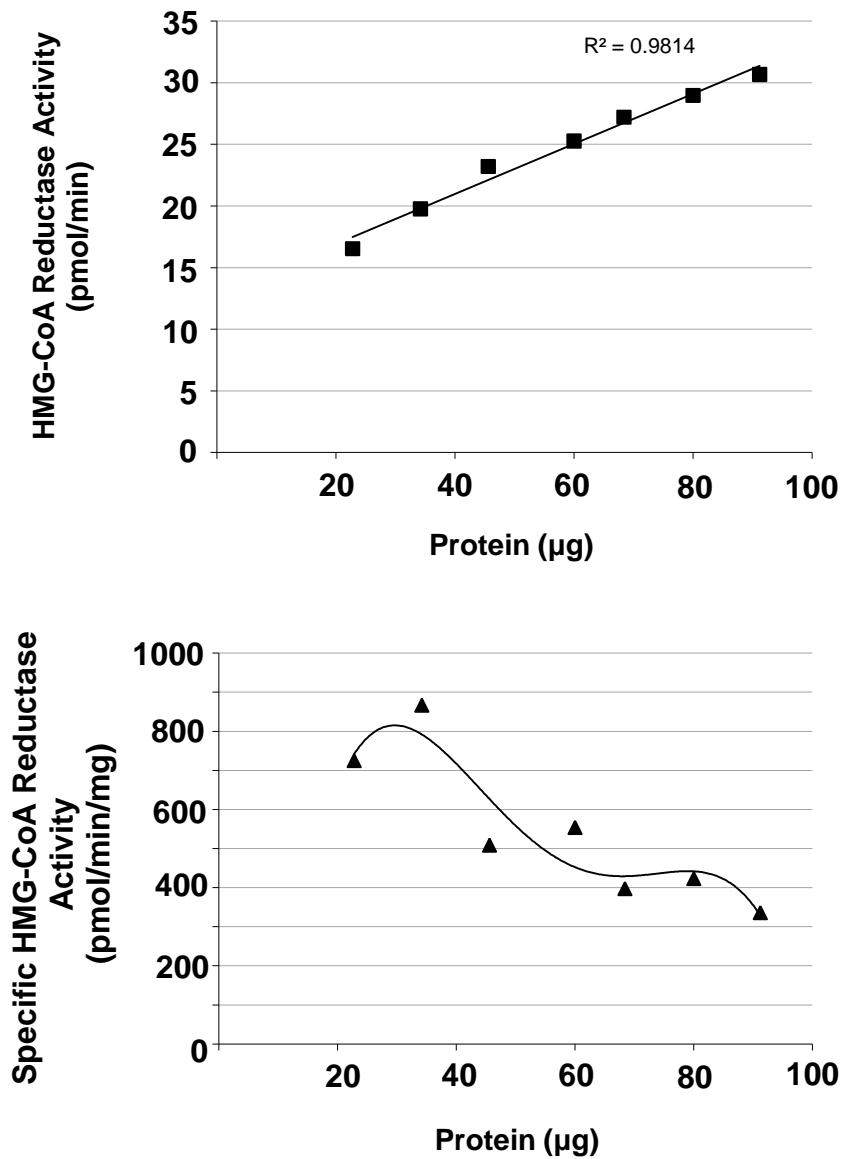 HMG-CoA Reductase Activity
(pmol/min)
35
30
25
20
15
10
5
0
R² = 0.9814
20 40 60 80 100
Protein (µg)
Specific HMG-CoA Reductase
Activity
(pmol/min/mg)
1000
800
600
400
200
0
20 40 60 80 100
Protein (µg)